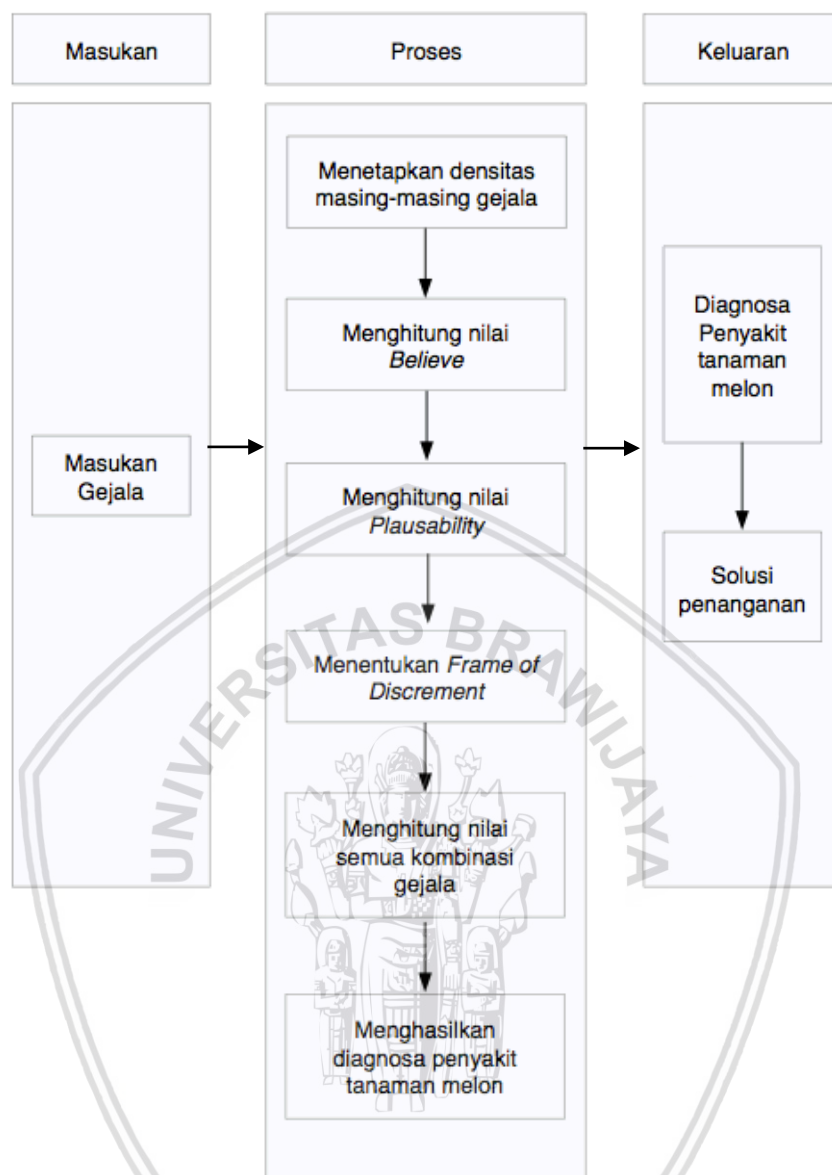 Masukan
Proses
Keluaran
Masukan
Gejala
Menetapkan densitas
masing-masing gejala
Menghitung nilai
Believe
Menghitung nilai
Plausability
Menentukan Frame of
Discrement
Menghitung nilai
semua kombinasi
gejala
Menghasilkan
diagnosa penyakit
tanaman melon
Diagnosa
Penyakit
tanaman
melon
Solusi
penanganan
UNIVERSITAS BRAWIJAYA